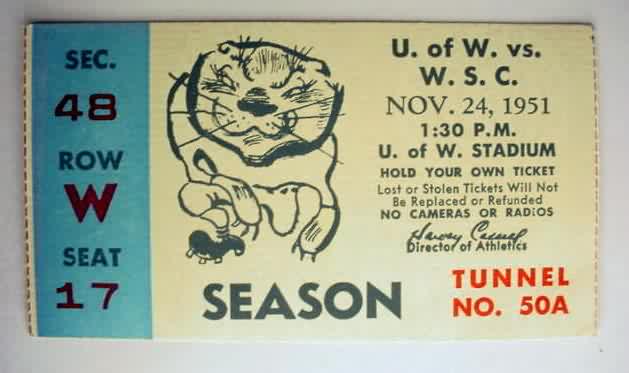 SEC.
48
ROW
W
SEAT
17
U. of W. vs.
W. S. C.
NOV. 24, 1951
1:30 P.M.
U. of W. STADIUM
HOLD YOUR OWN TICKET
Lost or Stolen Tickets Will Not
Be Replaced or Refunded
NO CAMERAS OR RADIOS
Harvey Cassill
Director of Athletics
SEASON
TUNNEL
NO. 50A